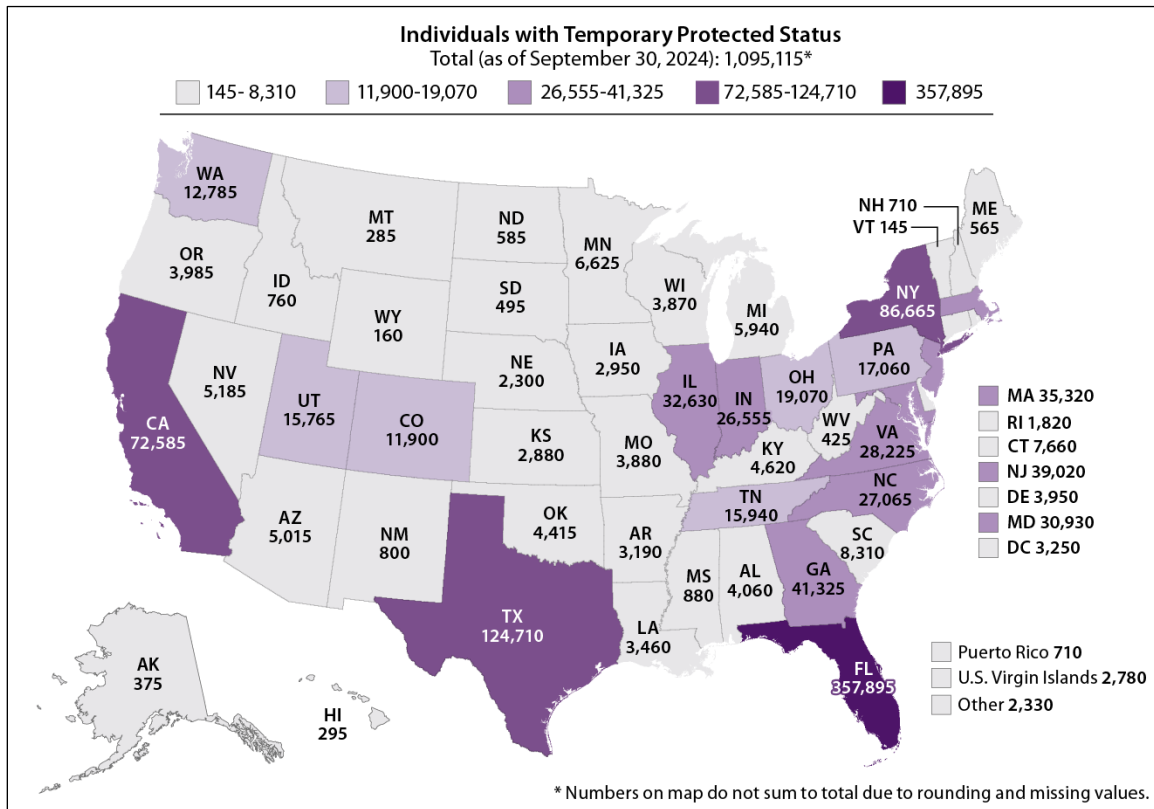 Individuals with Temporary Protected Status
Total (as of September 30, 2024): 1,095,115*
145- 8,310
11,900-19,070
26,555-41,325
72,585-124,710
357,895
WA
12,785
MT
285
ND
585
MN
6,625
NH 710
VT 145
ME
565
OR
3,985
ID
760
SD
495
WI
3,870
MI
5,940
NY
86,665
WY
160
NE
2,300
IA
2,950
PA
17,060
NV
5,185
UT
15,765
CO
11,900
IL
32,630
IN
26,555
OH
19,070
CA
72,585
KS
2,880
MO
3,880
KY
4,620
WV
425
VA
28,225
NC
27,065
TN
15,940
AZ
5,015
NM
800
OK
4,415
AR
3,190
SC
8,310
MS
880
AL
4,060
GA
41,325
TX
124,710
LA
3,460
FL
357,895
AK
375
HI
295
MA 35,320
RI 1,820
CT 7,660
NJ 39,020
DE 3,950
MD 30,930
DC 3,250
Puerto Rico 710
U.S. Virgin Islands 2,780
Other 2,330
* Numbers on map do not sum to total due to rounding and missing values.